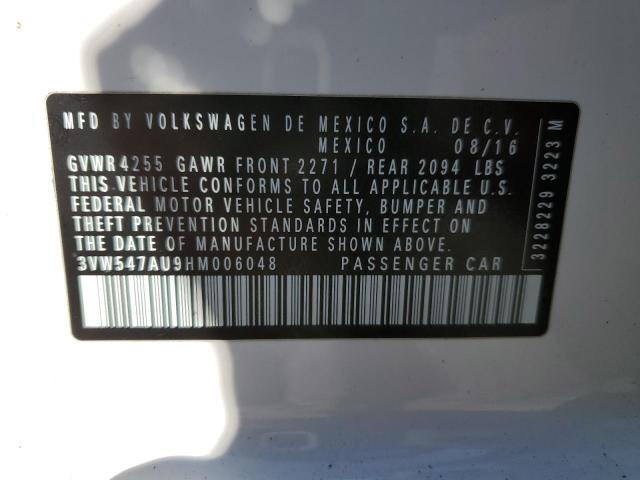 MFD BY VOLKSWAGEN DE MEXICO S.A. DE C.V.
MEXICO 08/16
GVWR 4255 GAWR FRONT 2271 / REAR 2094 LBS
THIS VEHICLE CONFORMS TO ALL APPLICABLE U.S.
FEDERAL MOTOR VEHICLE SAFETY, BUMPER AND
THEFT PREVENTION STANDARDS IN EFFECT ON
THE DATE OF MANUFACTURE SHOWN ABOVE.
3VW547AU9HM006048 PASSENGER CAR
3228229 3223 M